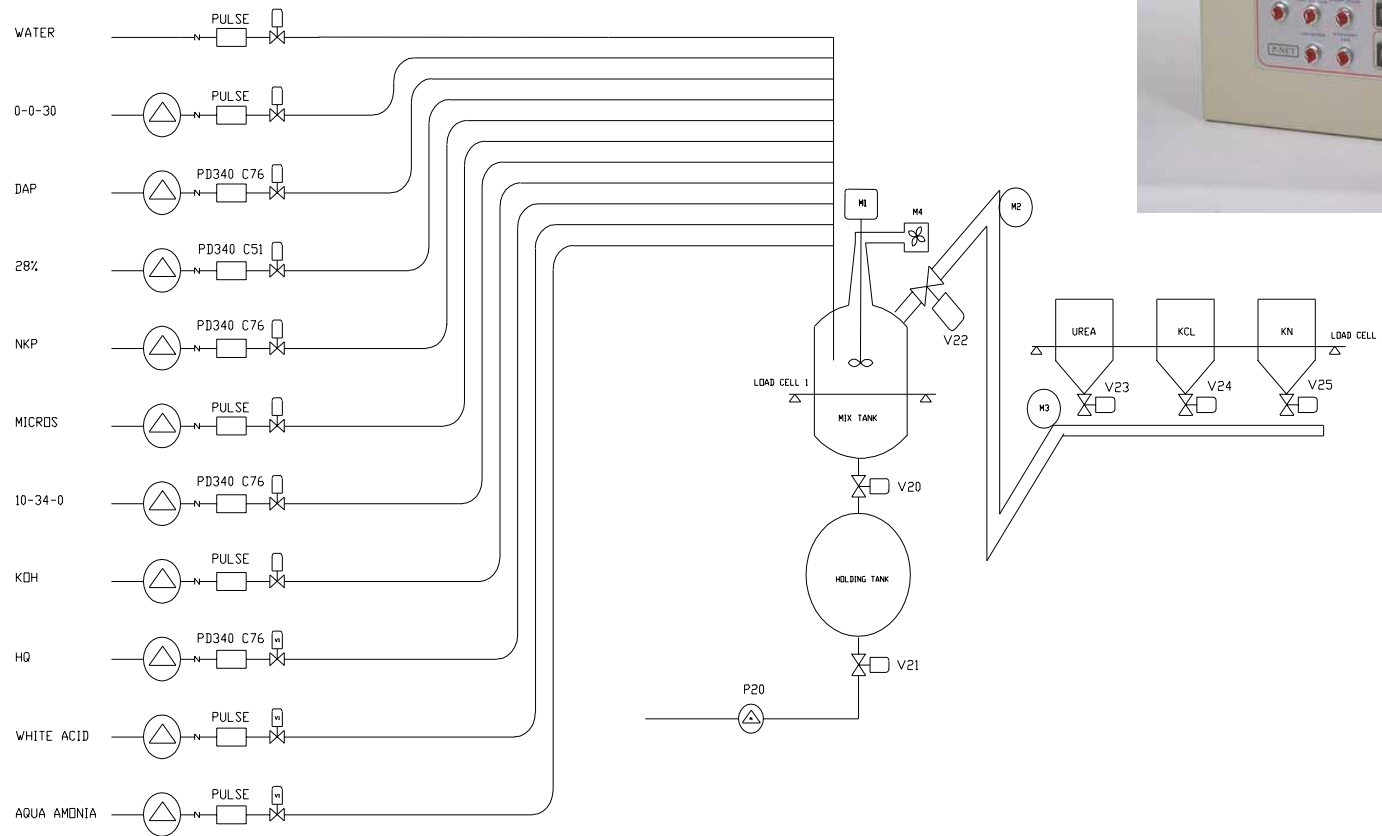 PULSE
WATER
PULSE
0-0-30
PD340 C76
DAP
PD340 C51
28%
PD340 C76
NKP
PULSE
MICROS
PD340 C76
10-34-0
PULSE
KOH
PD340 C76
HQ
PULSE
WHITE ACID
PULSE
AQUA AMONIA
M1
M4
M2
V22
UREA
KCL
KN
LOAD CELL
V23
V24
V25
M3
LOAD CELL 1
MIX TANK
V20
HOLDING TANK
V21
P20
P-NET